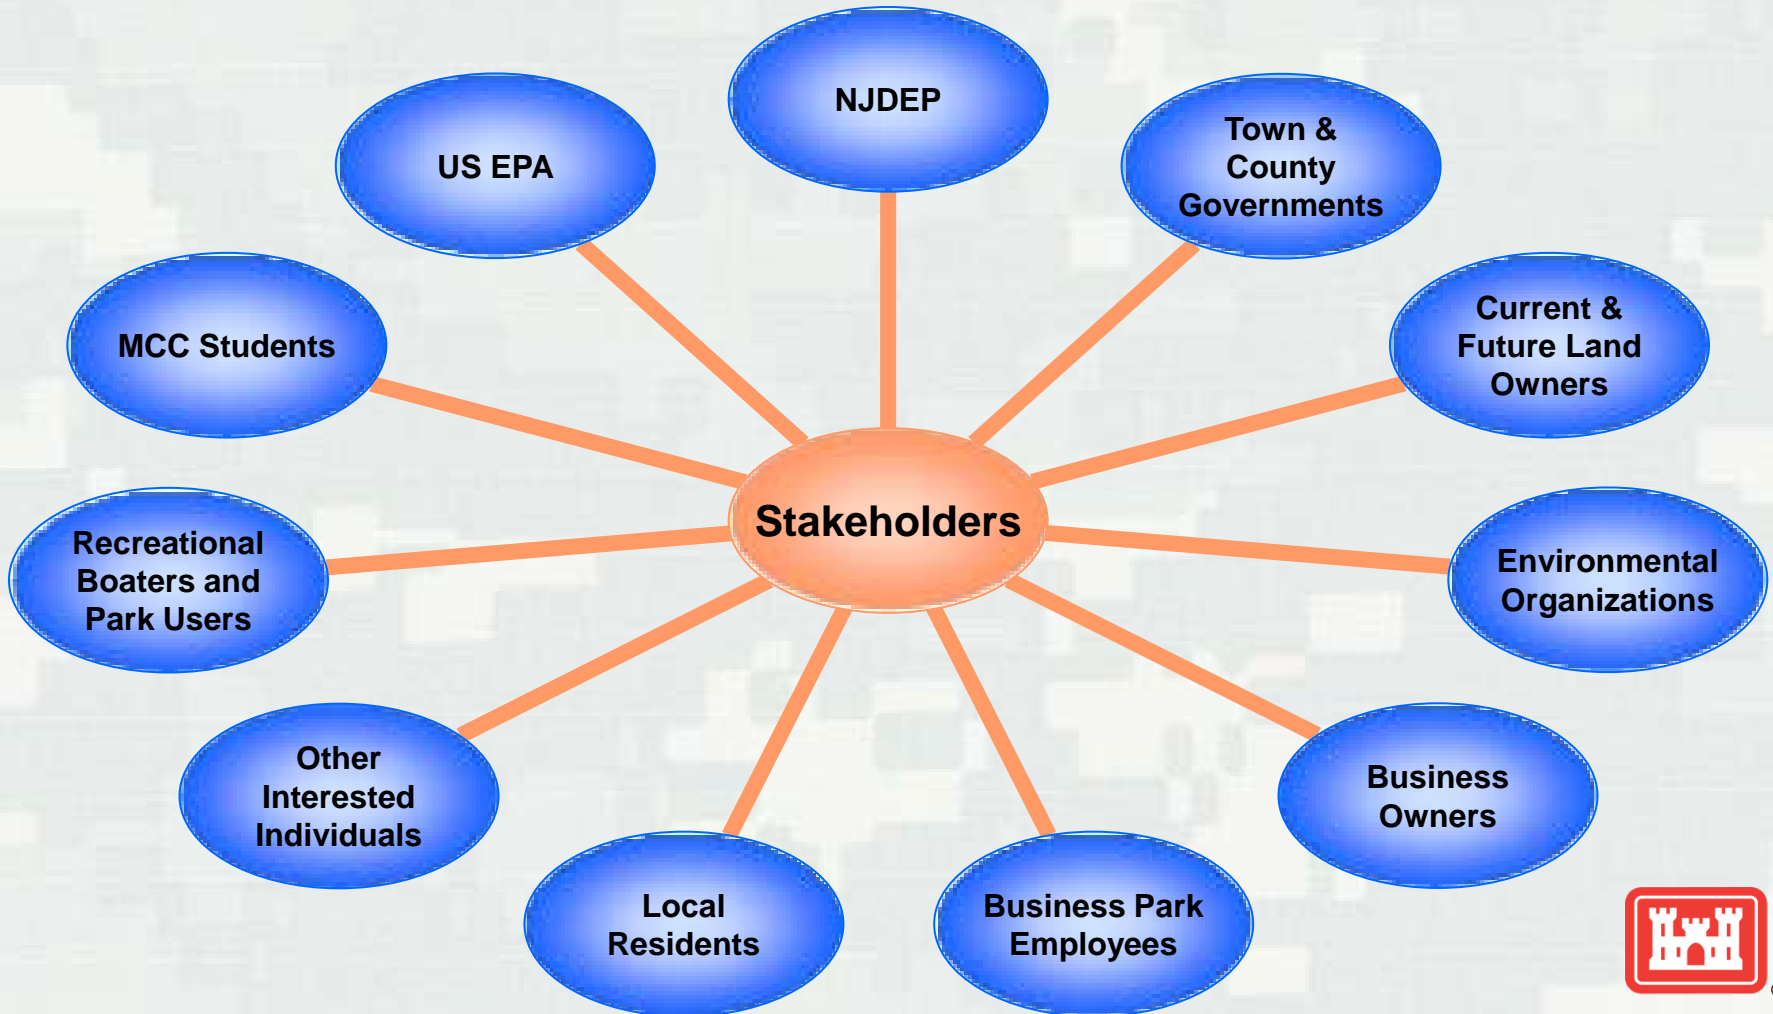 NJDEP
US EPA
Town &
County
Governments
MCC Students
Current &
Future Land
Owners
Stakeholders
Recreational
Boaters and
Park Users
Environmental
Organizations
Other
Interested
Individuals
Business
Owners
Local
Residents
Business Park
Employees